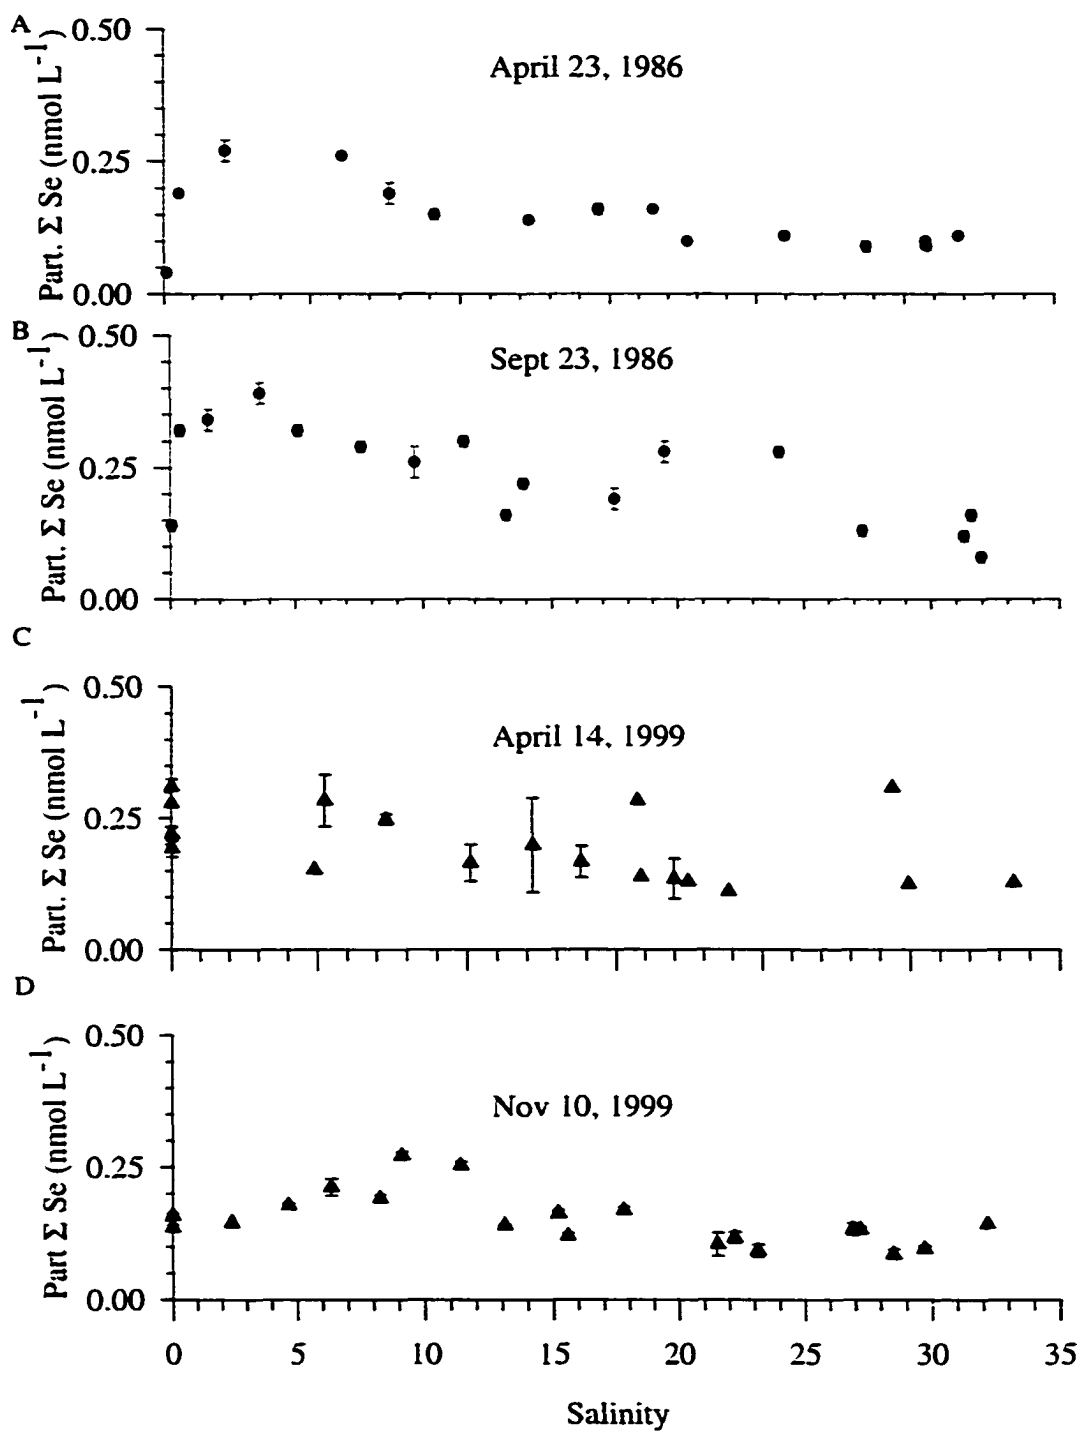 A
0.50
April 23, 1986
0.25
0.00
Part. Σ Se (nmol L⁻¹)
B
0.50
Sept 23, 1986
0.25
0.00
Part. Σ Se (nmol L⁻¹)
C
0.50
April 14, 1999
0.25
0.00
Part. Σ Se (nmol L⁻¹)
D
0.50
Nov 10, 1999
0.25
0.00
Part Σ Se (nmol L⁻¹)
0 5 10 15 20 25 30 35
Salinity